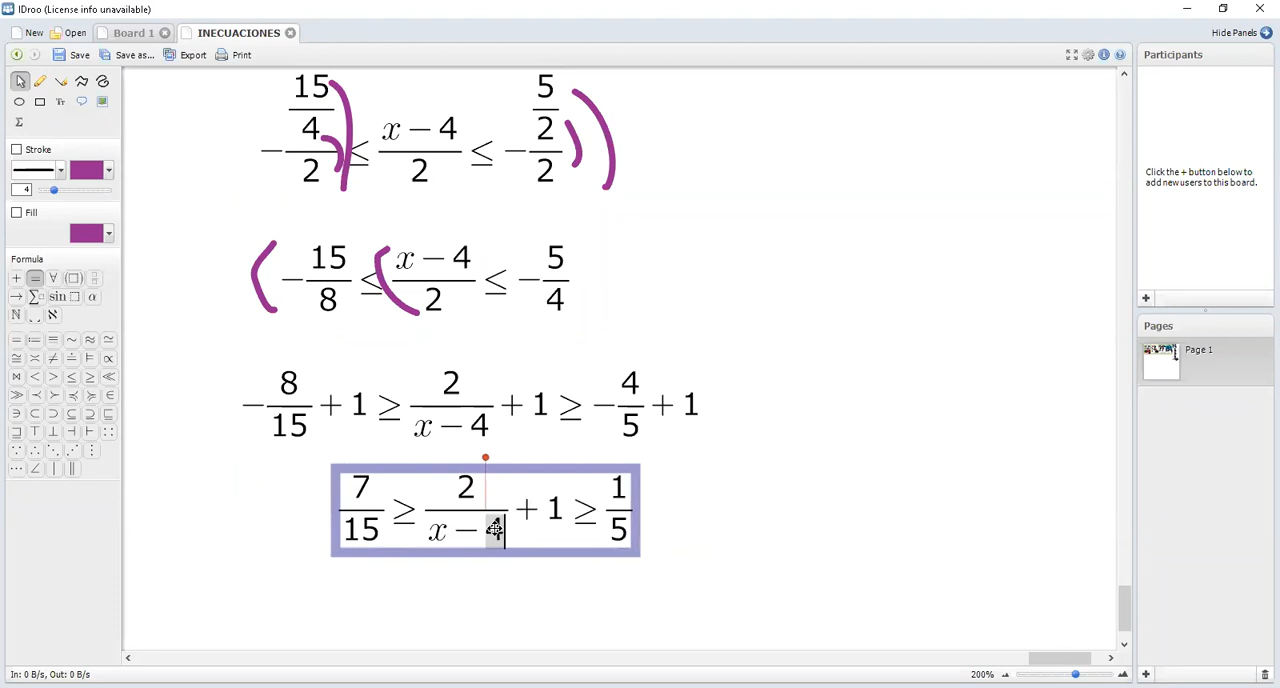 IDroo (License info unavailable)
New Open Board 1 INECUACIONES Hide Panels
Save Save as... Export Print
Participants
Click the + button below to add new users to this board.
Pages
Page 1
Tr
Σ
Stroke
4
Fill
Formula
+ = ∀ (□)
→ Σ□ sin □ α
ℕ ℵ
-(15/4)/2 ≤ (x − 4)/2 ≤ -(5/2)/2
-15/8 ≤ (x − 4)/2 ≤ -5/4
-8/15 + 1 ≥ 2/(x − 4) + 1 ≥ -4/5 + 1
7/15 ≥ 2/(x − 4) + 1 ≥ 1/5
In: 0 B/s, Out: 0 B/s
200%